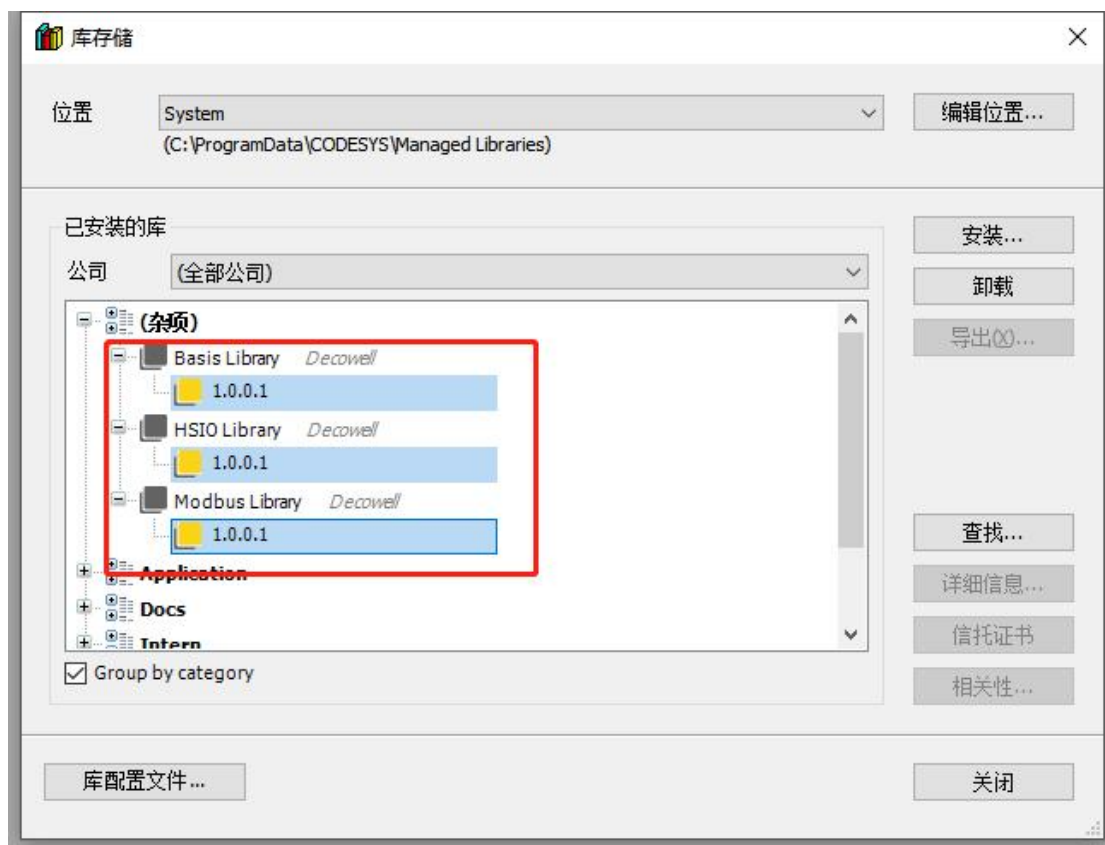 库存储
位置
System
编辑位置...
(C:\ProgramData\CODESYS\Managed Libraries)
已安装的库
安装...
公司
(全部公司)
卸载
(杂项)
导出(X)...
Basis Library Decowell
1.0.0.1
HSIO Library Decowell
1.0.0.1
Modbus Library Decowell
1.0.0.1
查找...
Application
详细信息...
Docs
信托证书
Intern
Group by category
相关性...
库配置文件...
关闭